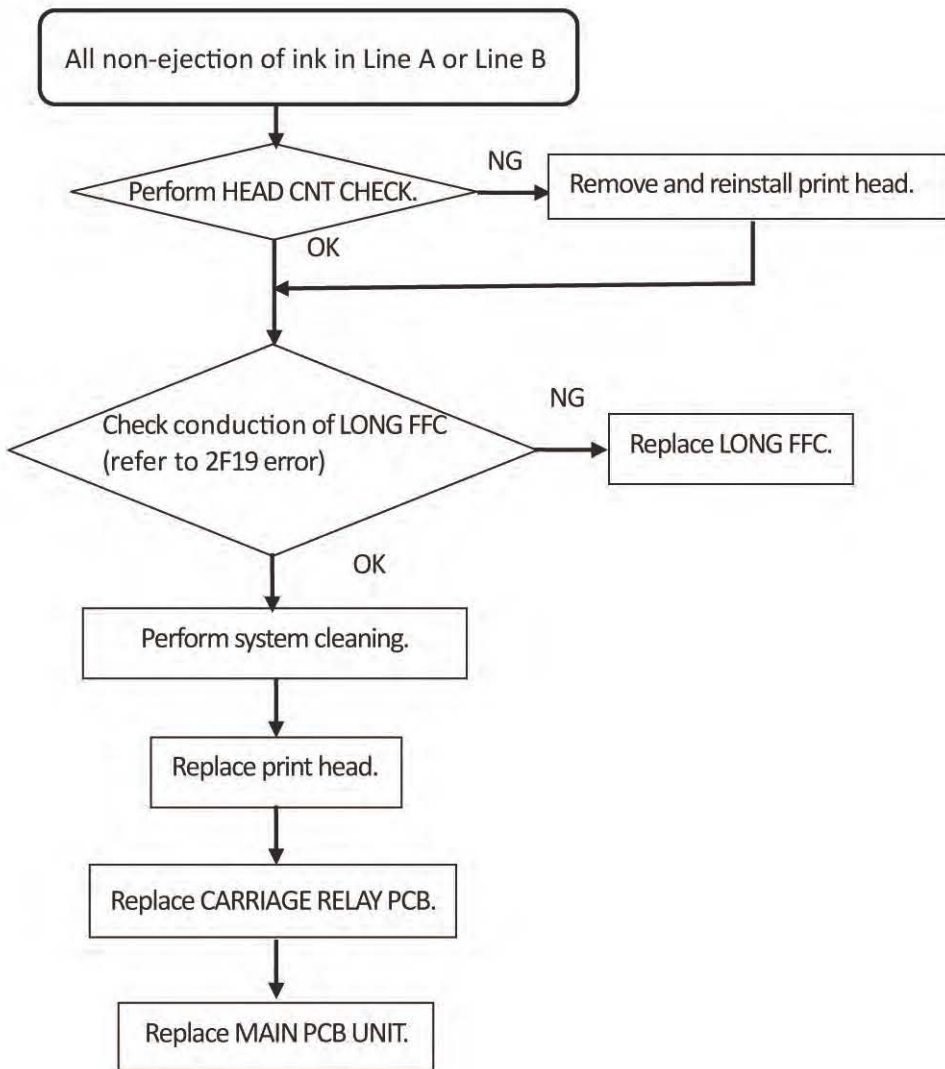 All non-ejection of ink in Line A or Line B
NG
Perform HEAD CNT CHECK.
Remove and reinstall print head.
OK
NG
Check conduction of LONG FFC
(refer to 2F19 error)
Replace LONG FFC.
OK
Perform system cleaning.
Replace print head.
Replace CARRIAGE RELAY PCB.
Replace MAIN PCB UNIT.